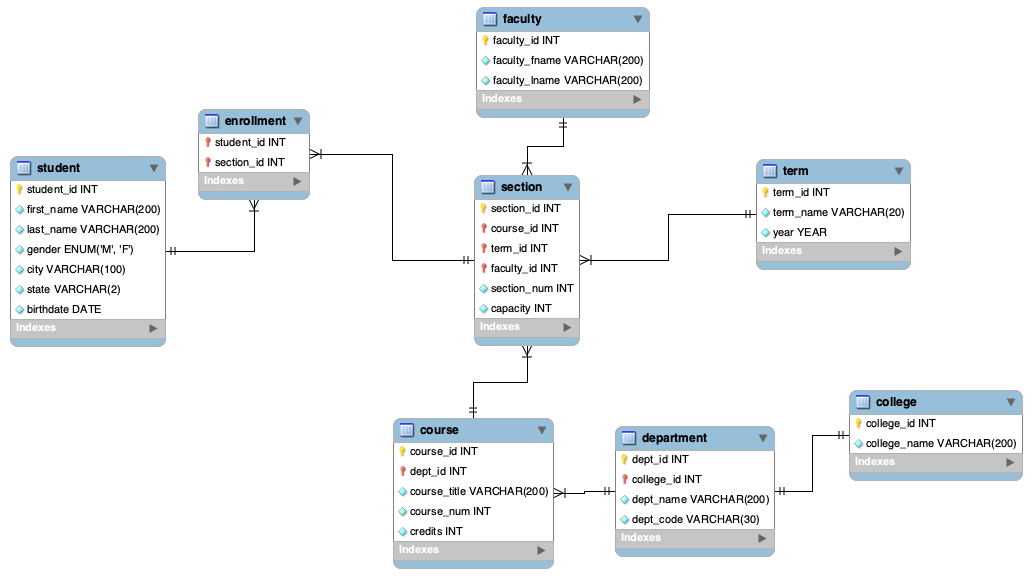 faculty
faculty_id INT
faculty_fname VARCHAR(200)
faculty_lname VARCHAR(200)
Indexes
enrollment
student_id INT
section_id INT
Indexes
student
student_id INT
first_name VARCHAR(200)
last_name VARCHAR(200)
gender ENUM('M', 'F')
city VARCHAR(100)
state VARCHAR(2)
birthdate DATE
Indexes
section
section_id INT
course_id INT
term_id INT
faculty_id INT
section_num INT
capacity INT
Indexes
term
term_id INT
term_name VARCHAR(20)
year YEAR
Indexes
course
course_id INT
dept_id INT
course_title VARCHAR(200)
course_num INT
credits INT
Indexes
department
dept_id INT
college_id INT
dept_name VARCHAR(200)
dept_code VARCHAR(30)
Indexes
college
college_id INT
college_name VARCHAR(200)
Indexes